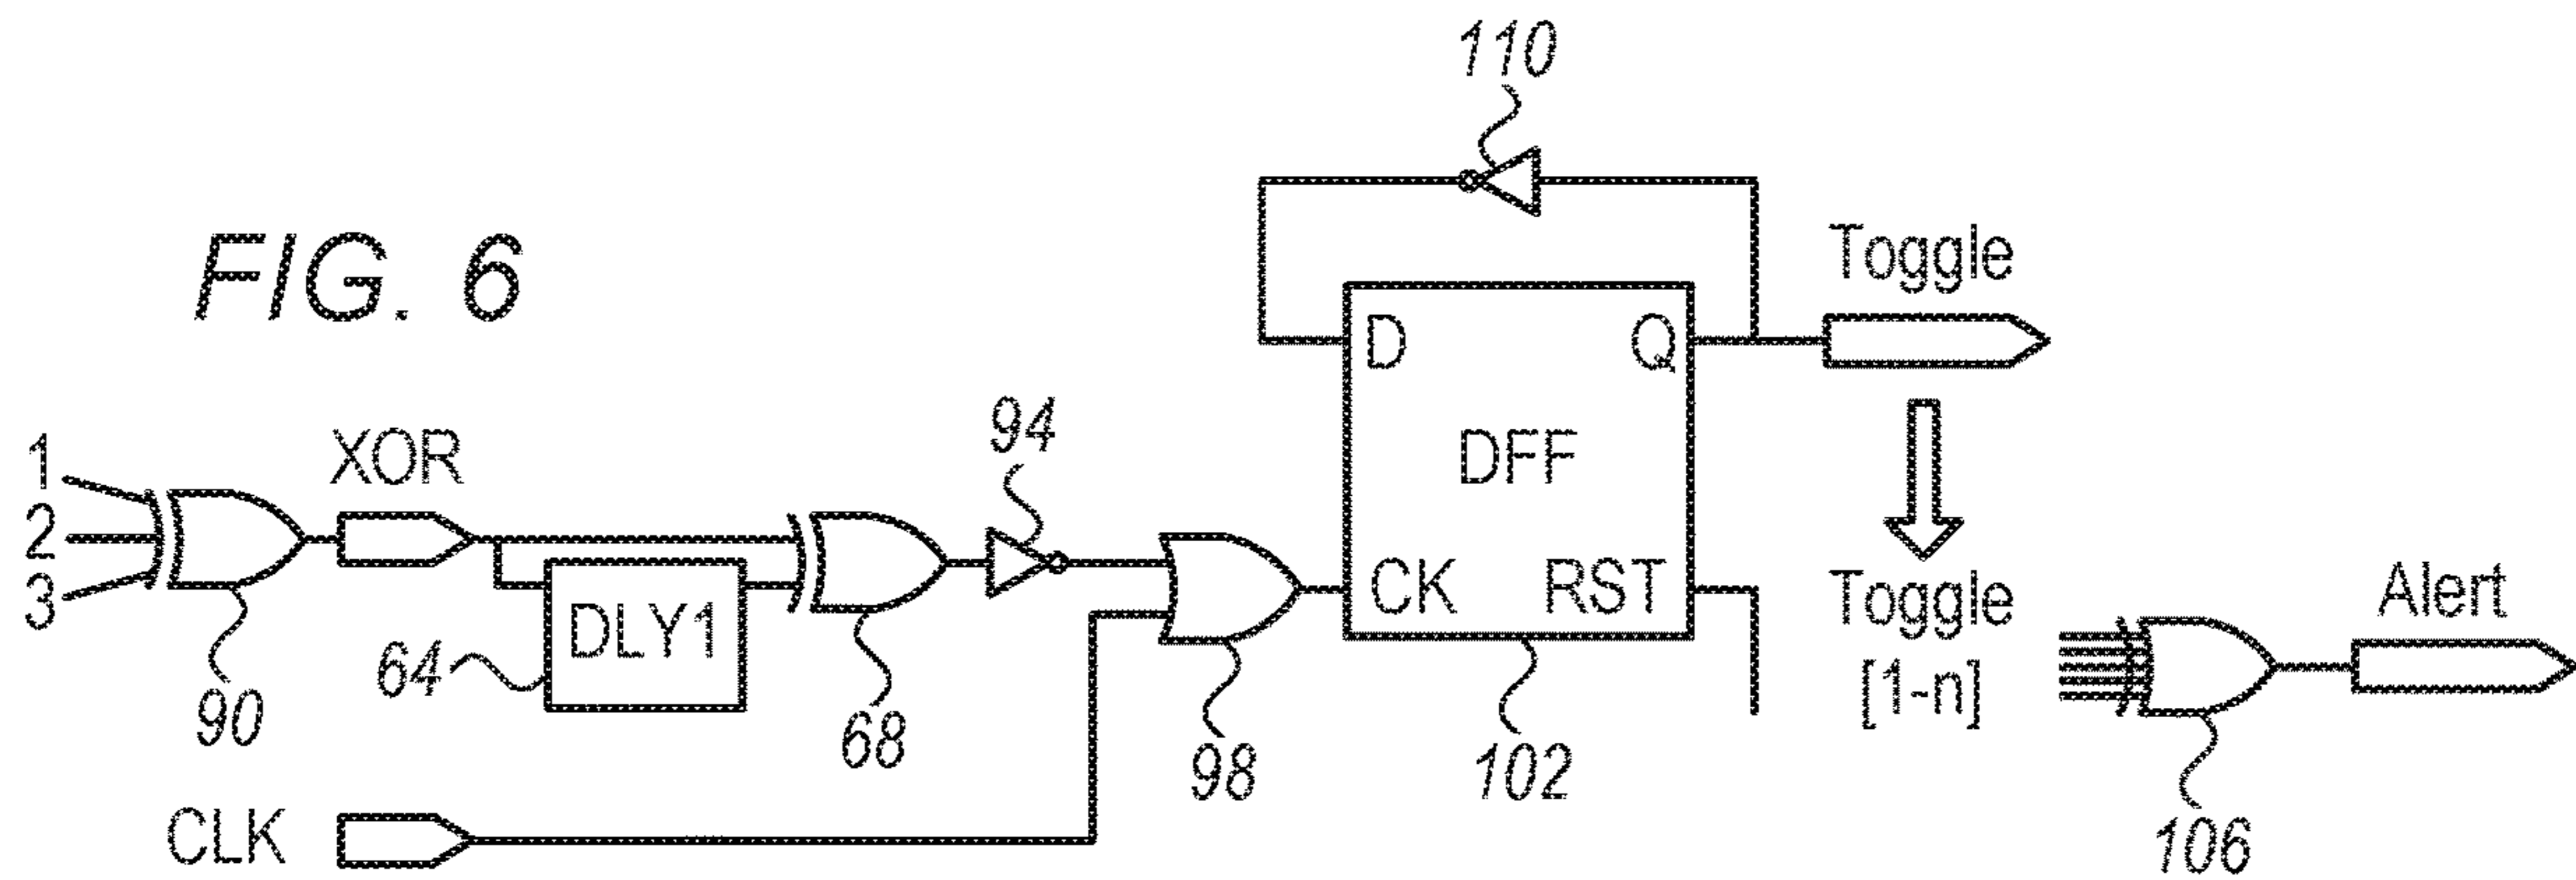 110
FIG. 6
Toggle
D
Q
94
1
XOR
DFF
2
3
CK
RST
Toggle
Alert
DLY1
64
[1-n]
90
68
98
102
CLK
106